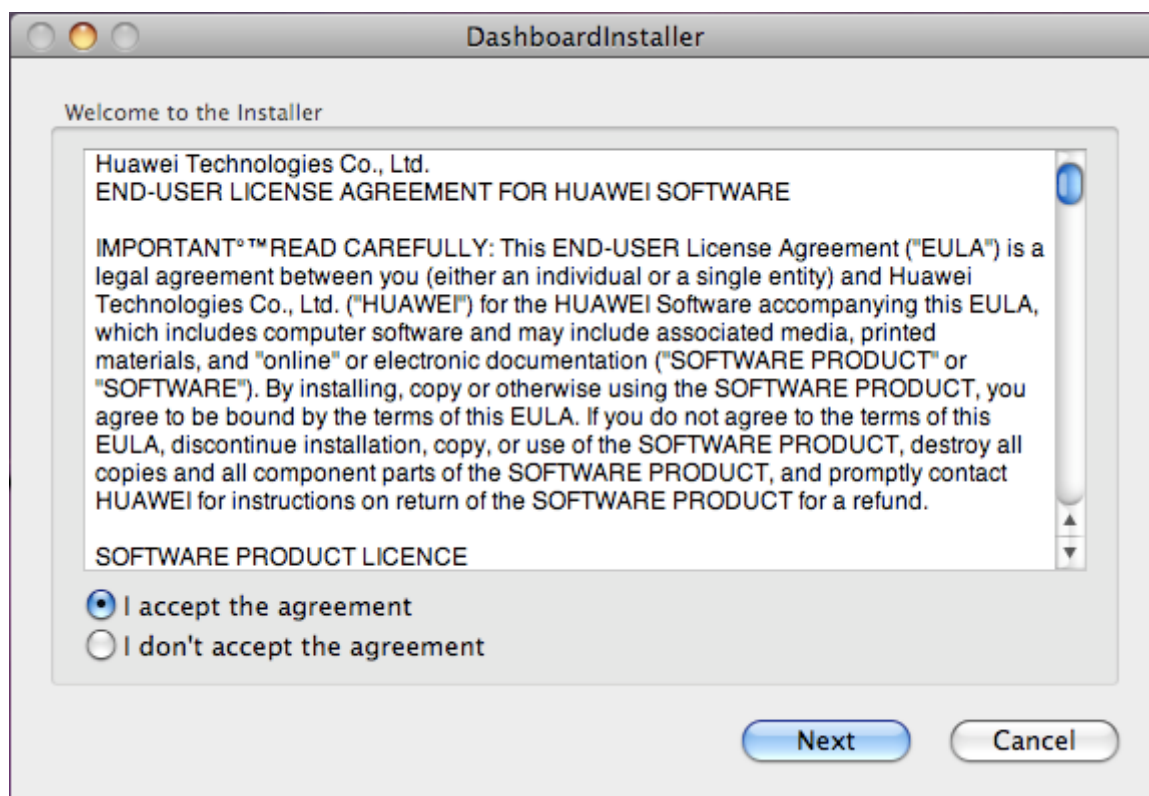 DashboardInstaller
Welcome to the Installer
Huawei Technologies Co., Ltd.
END-USER LICENSE AGREEMENT FOR HUAWEI SOFTWARE
IMPORTANT°™READ CAREFULLY: This END-USER License Agreement ("EULA") is a
legal agreement between you (either an individual or a single entity) and Huawei
Technologies Co., Ltd. ("HUAWEI") for the HUAWEI Software accompanying this EULA,
which includes computer software and may include associated media, printed
materials, and "online" or electronic documentation ("SOFTWARE PRODUCT" or
"SOFTWARE"). By installing, copy or otherwise using the SOFTWARE PRODUCT, you
agree to be bound by the terms of this EULA. If you do not agree to the terms of this
EULA, discontinue installation, copy, or use of the SOFTWARE PRODUCT, destroy all
copies and all component parts of the SOFTWARE PRODUCT, and promptly contact
HUAWEI for instructions on return of the SOFTWARE PRODUCT for a refund.
SOFTWARE PRODUCT LICENCE
I accept the agreement
I don't accept the agreement
Next Cancel